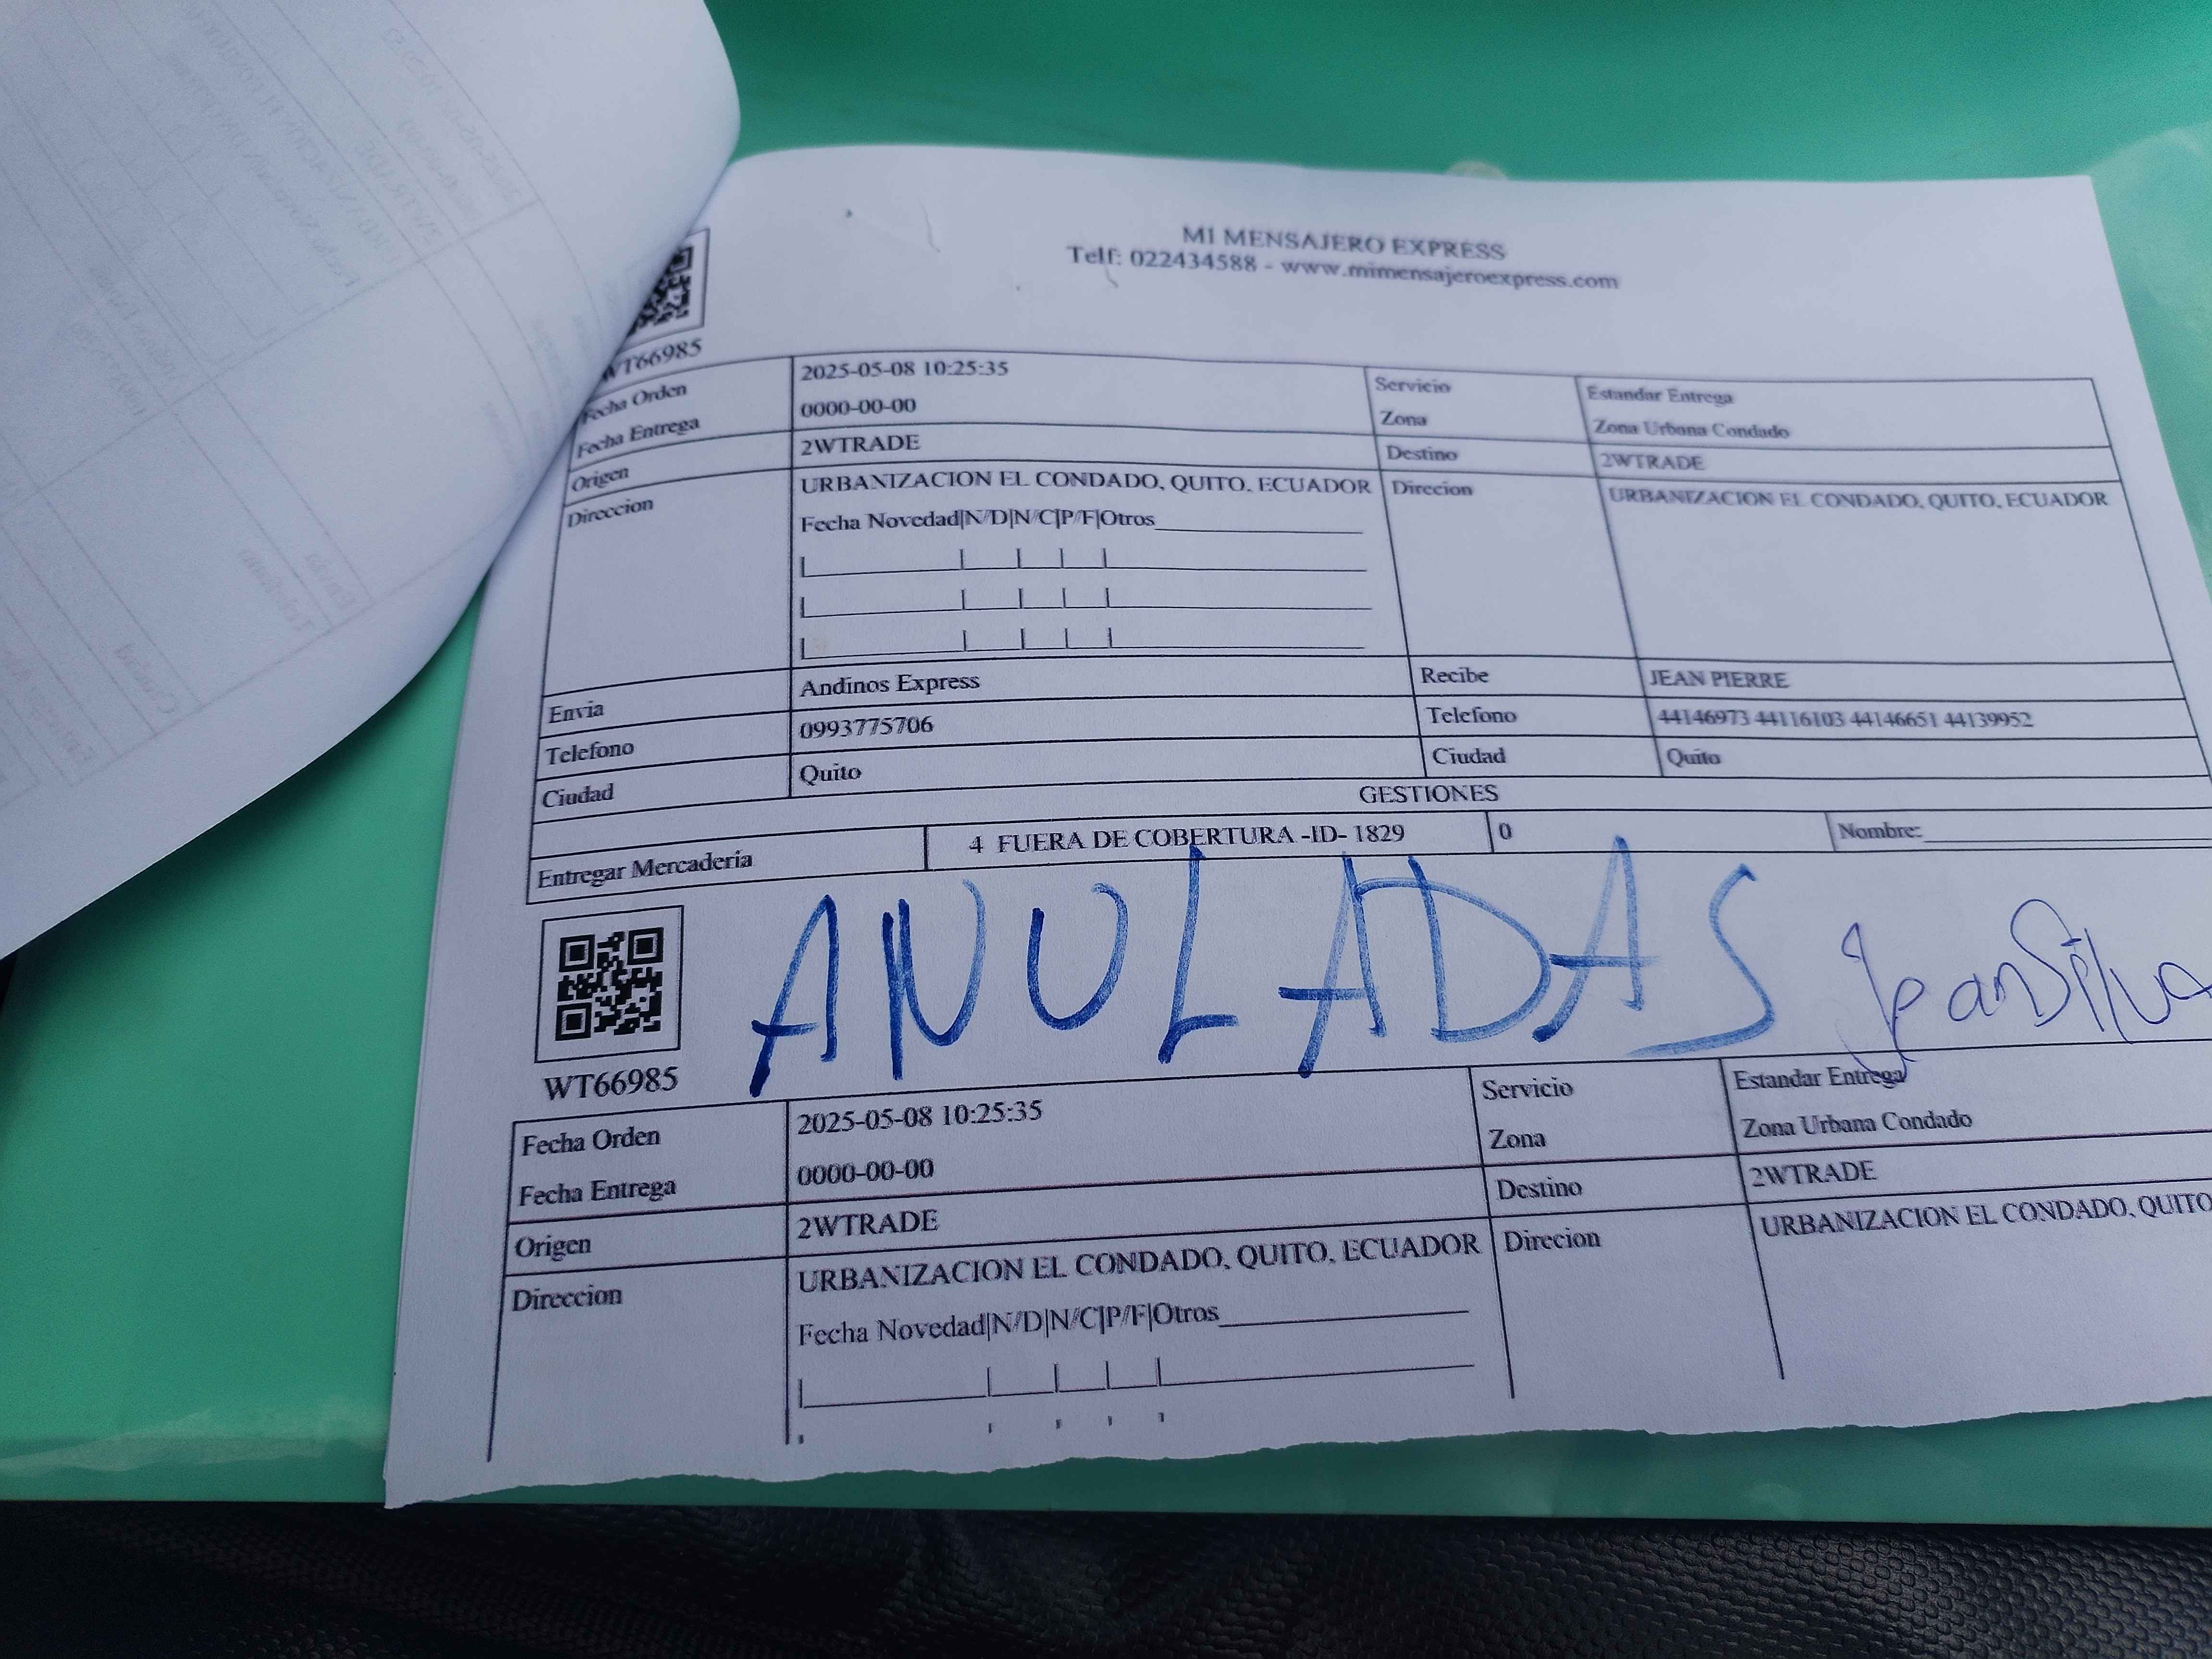 MI MENSAJERO EXPRESS
Telf: 022434588 - www.mimensajeroexpress.com
WT66985
Fecha Orden 2025-05-08 10:25:35 Servicio Estandar Entrega
Fecha Entrega 0000-00-00 Zona Zona Urbana Condado
Origen 2WTRADE Destino 2WTRADE
Direccion URBANIZACION EL CONDADO, QUITO, ECUADOR Direcion URBANIZACION EL CONDADO, QUITO, ECUADOR
Fecha Novedad|N/D|N/C|P/F|Otros
Envia Andinos Express Recibe JEAN PIERRE
Telefono 0993775706 Telefono 44146973 44116103 44146651 44139952
Ciudad Quito Ciudad Quito
GESTIONES
Entregar Mercaderia 4 FUERA DE COBERTURA -ID- 1829 0 Nombre:
ANULADAS Jean Silva
WT66985
Fecha Orden 2025-05-08 10:25:35 Servicio Estandar Entrega
Fecha Entrega 0000-00-00 Zona Zona Urbana Condado
Origen 2WTRADE Destino 2WTRADE
Direccion URBANIZACION EL CONDADO, QUITO, ECUADOR Direcion URBANIZACION EL CONDADO, QUITO
Fecha Novedad|N/D|N/C|P/F|Otros